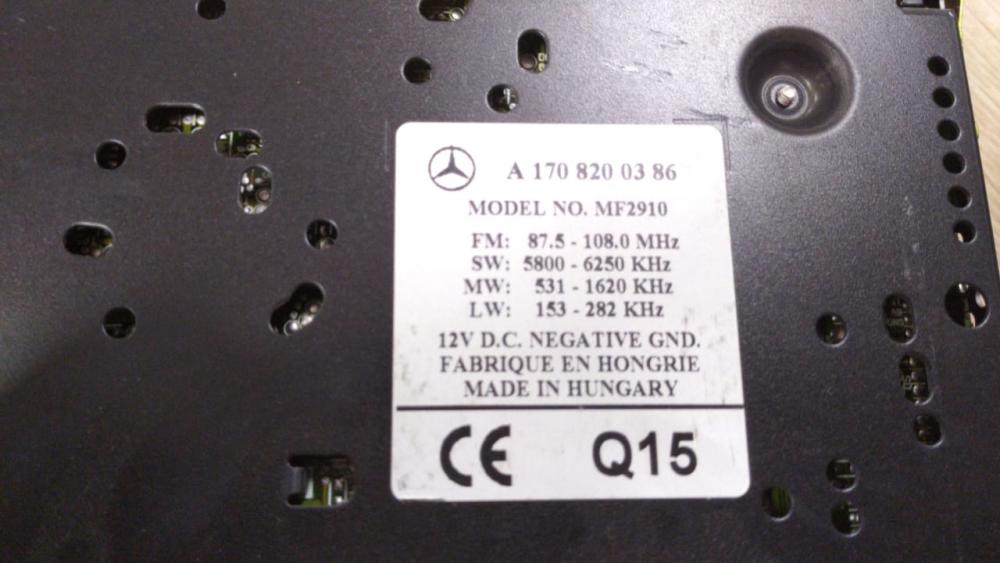 A 170 820 03 86
MODEL NO. MF2910
FM: 87.5 - 108.0 MHz
SW: 5800 - 6250 KHz
MW: 531 - 1620 KHz
LW: 153 - 282 KHz
12V D.C. NEGATIVE GND.
FABRIQUE EN HONGRIE
MADE IN HUNGARY
CE Q15